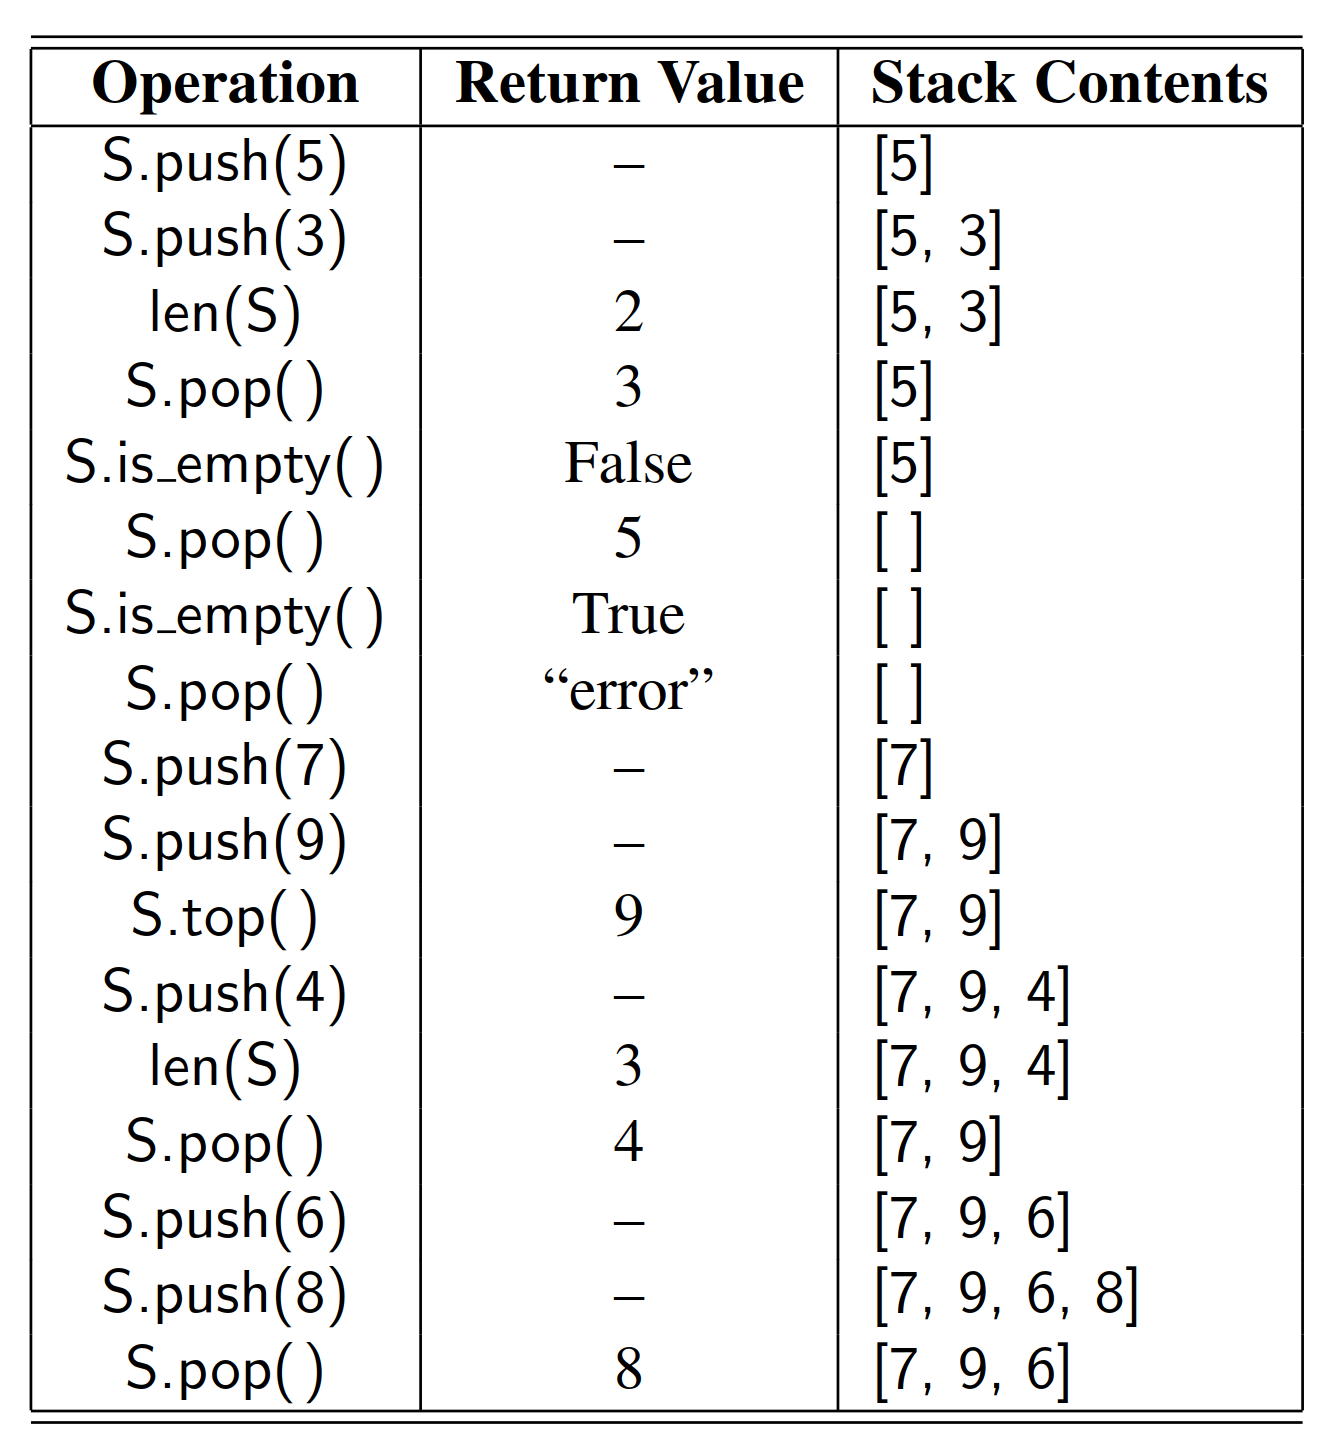 Operation Return Value Stack Contents
S.push(5) – [5]
S.push(3) – [5, 3]
len(S) 2 [5, 3]
S.pop( ) 3 [5]
S.is_empty( ) False [5]
S.pop( ) 5 [ ]
S.is_empty( ) True [ ]
S.pop( ) “error” [ ]
S.push(7) – [7]
S.push(9) – [7, 9]
S.top( ) 9 [7, 9]
S.push(4) – [7, 9, 4]
len(S) 3 [7, 9, 4]
S.pop( ) 4 [7, 9]
S.push(6) – [7, 9, 6]
S.push(8) – [7, 9, 6, 8]
S.pop( ) 8 [7, 9, 6]